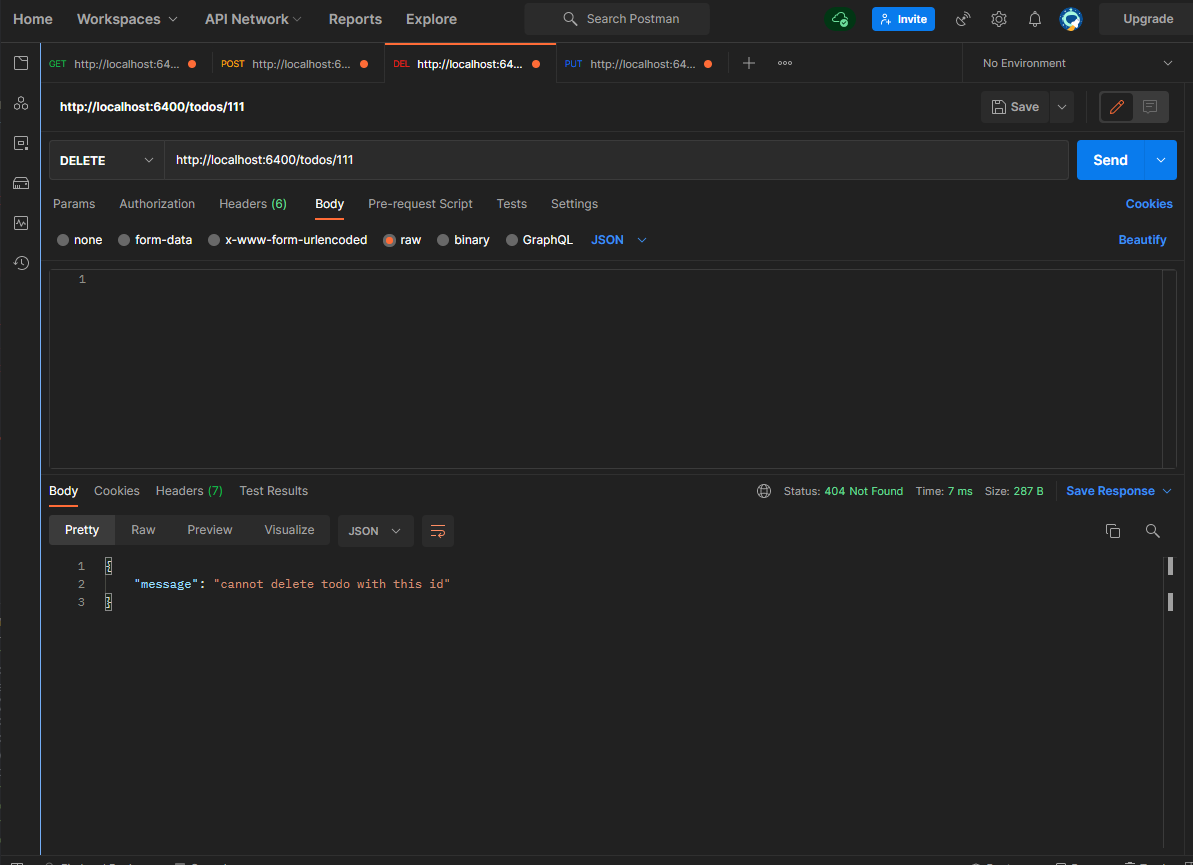 Home Workspaces API Network Reports Explore Search Postman Invite Upgrade
GET http://localhost:64... POST http://localhost:6... DEL http://localhost:64... PUT http://localhost:64... No Environment
http://localhost:6400/todos/111 Save
DELETE http://localhost:6400/todos/111 Send
Params Authorization Headers (6) Body Pre-request Script Tests Settings Cookies
none form-data x-www-form-urlencoded raw binary GraphQL JSON Beautify
1
Body Cookies Headers (7) Test Results Status: 404 Not Found Time: 7 ms Size: 287 B Save Response
Pretty Raw Preview Visualize JSON
1 {
2 "message": "cannot delete todo with this id"
3 }